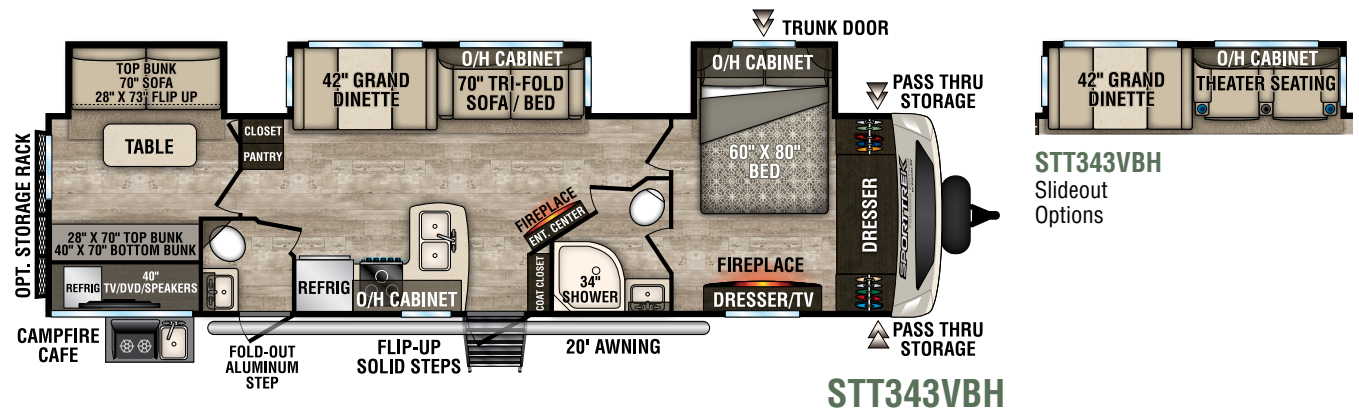 TRUNK DOOR
O/H CABINET
TOP BUNK
70" SOFA
28" X 73" FLIP UP
42" GRAND
DINETTE
O/H CABINET
70" TRI-FOLD
SOFA / BED
PASS THRU
STORAGE
TABLE
CLOSET
PANTRY
60" X 80"
BED
OPT. STORAGE RACK
DRESSER
SPORTTREK
FIREPLACE
ENT. CENTER
28" X 70" TOP BUNK
40" X 70" BOTTOM BUNK
REFRIG
40"
TV/DVD/SPEAKERS
REFRIG
O/H CABINET
COAT CLOSET
34"
SHOWER
FIREPLACE
DRESSER/TV
CAMPFIRE
CAFE
FOLD-OUT
ALUMINUM
STEP
FLIP-UP
SOLID STEPS
20' AWNING
PASS THRU
STORAGE
STT343VBH
42" GRAND
DINETTE
O/H CABINET
THEATER SEATING
STT343VBH
Slideout
Options